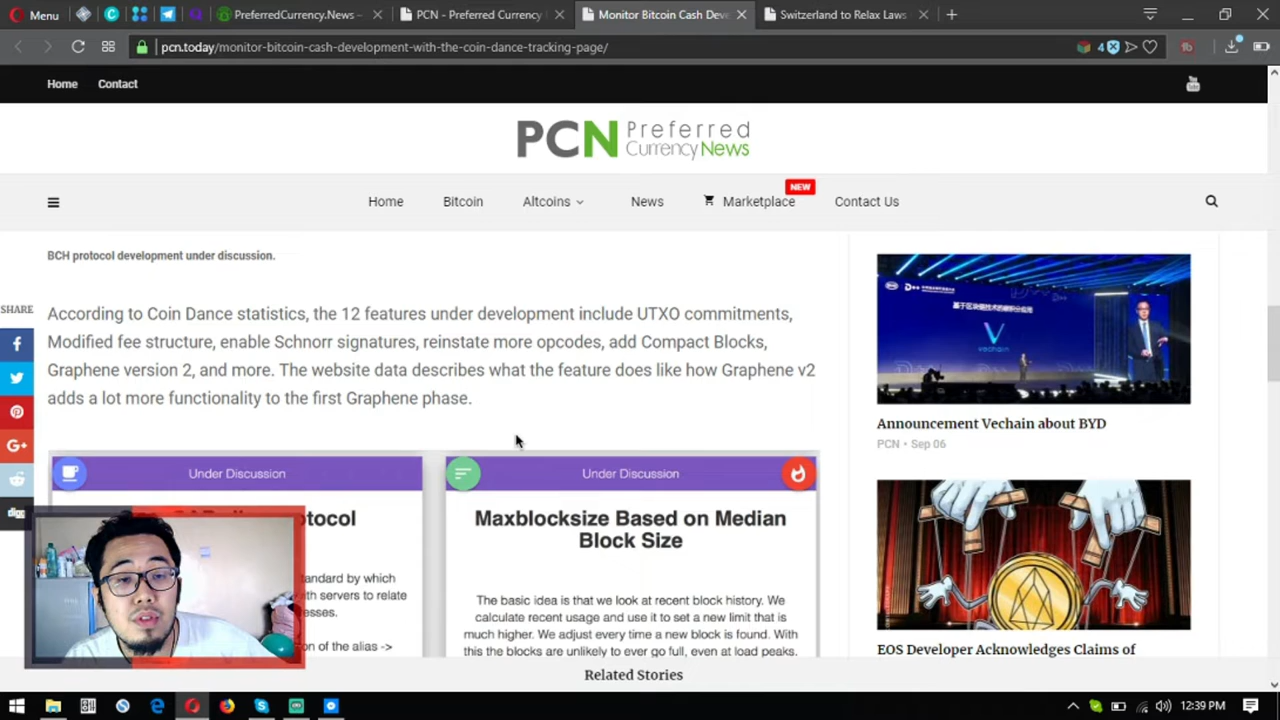 Menu
PreferredCurrency.News –
PCN - Preferred Currency
Monitor Bitcoin Cash Deve
Switzerland to Relax Laws
pcn.today/monitor-bitcoin-cash-development-with-the-coin-dance-tracking-page/
4
Home Contact
PCN Preferred
CurrencyNews
NEW
Home Bitcoin Altcoins News Marketplace Contact Us
BCH protocol development under discussion.
SHARE
According to Coin Dance statistics, the 12 features under development include UTXO commitments,
Modified fee structure, enable Schnorr signatures, reinstate more opcodes, add Compact Blocks,
Graphene version 2, and more. The website data describes what the feature does like how Graphene v2
adds a lot more functionality to the first Graphene phase.
Under Discussion
tocol
tandard by which
th servers to relate
esses.
on of the alias ->
Under Discussion
Maxblocksize Based on Median
Block Size
The basic idea is that we look at recent block history. We
calculate recent usage and use it to set a new limit that is
much higher. We adjust every time a new block is found. With
this the blocks are unlikely to ever go full, even at load peaks.
vechain
Announcement Vechain about BYD
PCN • Sep 06
EOS Developer Acknowledges Claims of
Related Stories
12:39 PM